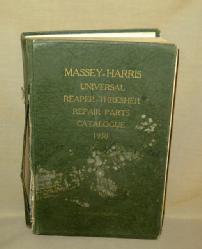 MASSEY-HARRIS
UNIVERSAL
REAPER-THRESHER
REPAIR PARTS
CATALOGUE